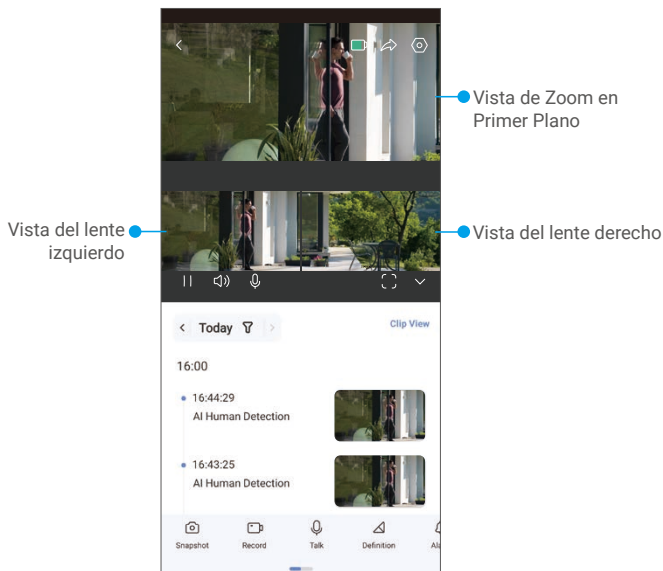 Vista de Zoom en
Primer Plano
Vista del lente
izquierdo
Vista del lente derecho
Today
Clip View
16:00
16:44:29
AI Human Detection
16:43:25
AI Human Detection
Snapshot
Record
Talk
Definition